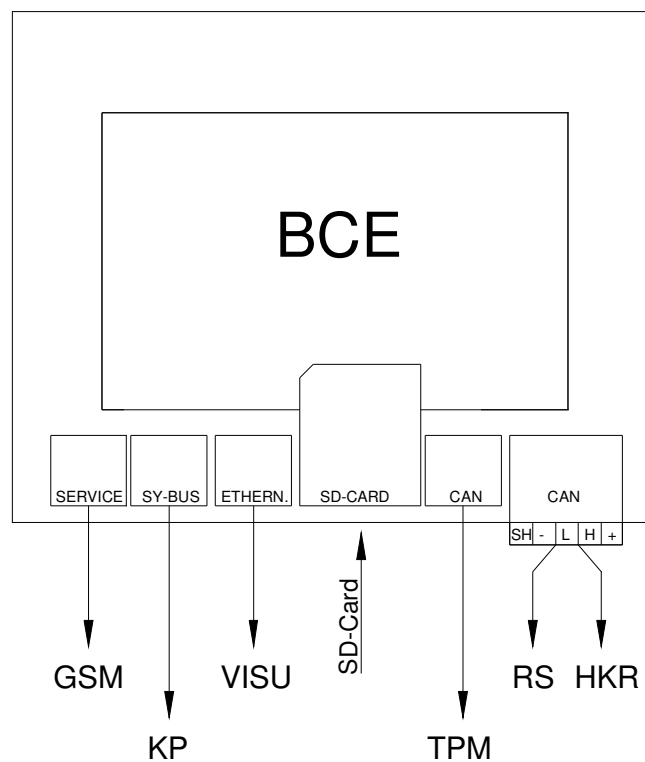 BCE
SERVICE SY-BUS ETHERN. SD-CARD CAN CAN
SH - L H +
SD-Card
GSM VISU RS HKR
KP TPM